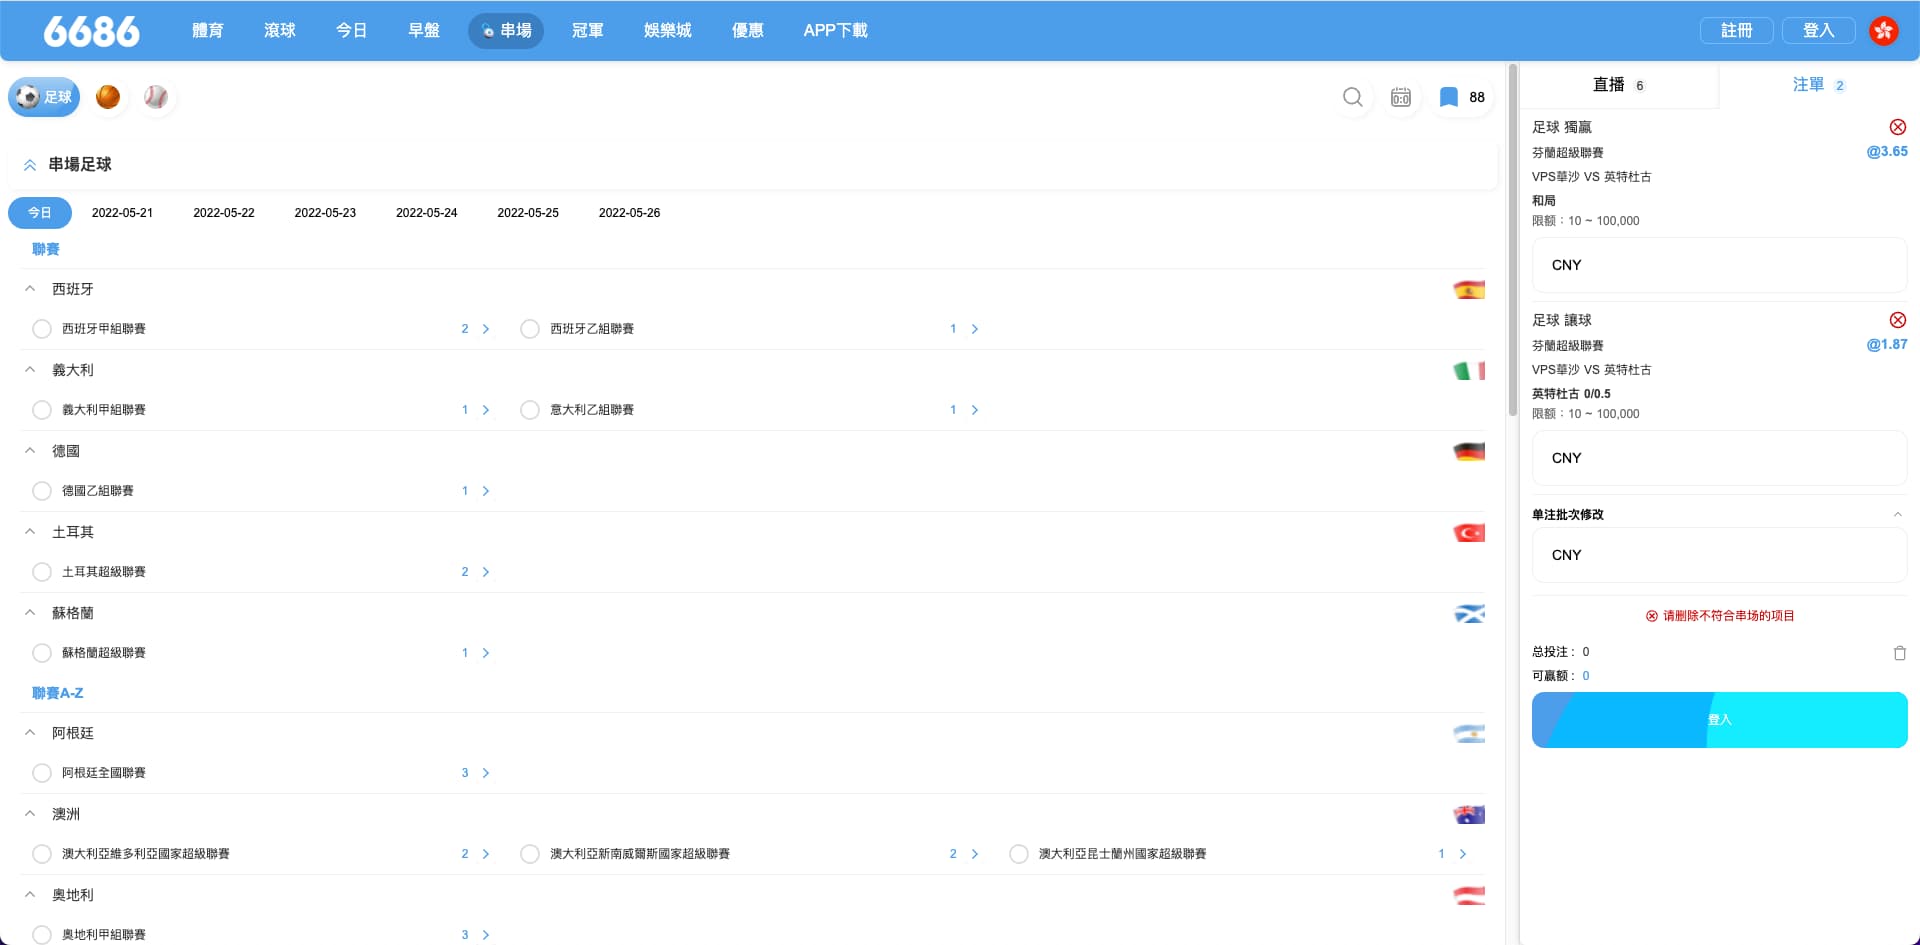 6686 體育 滾球 今日 早盤 串場 冠軍 娛樂城 優惠 APP下載 註冊 登入
足球 0:0 88
串場足球
今日 2022-05-21 2022-05-22 2022-05-23 2022-05-24 2022-05-25 2022-05-26
聯賽
西班牙
西班牙甲組聯賽 2 西班牙乙組聯賽 1
義大利
義大利甲組聯賽 1 意大利乙組聯賽 1
德國
德國乙組聯賽 1
土耳其
土耳其超級聯賽 2
蘇格蘭
蘇格蘭超級聯賽 1
聯賽A-Z
阿根廷
阿根廷全國聯賽 3
澳洲
澳大利亞維多利亞國家超級聯賽 2 澳大利亞新南威爾斯國家超級聯賽 2 澳大利亞昆士蘭州國家超級聯賽 1
奧地利
奧地利甲組聯賽 3
直播 6 注單 2
足球 獨贏
芬蘭超級聯賽 @3.65
VPS華沙 VS 英特杜古
和局
限額：10 ~ 100,000
CNY
足球 讓球
芬蘭超級聯賽 @1.87
VPS華沙 VS 英特杜古
英特杜古 0/0.5
限額：10 ~ 100,000
CNY
单注批次修改
CNY
请删除不符合串场的项目
总投注： 0
可赢额： 0
登入